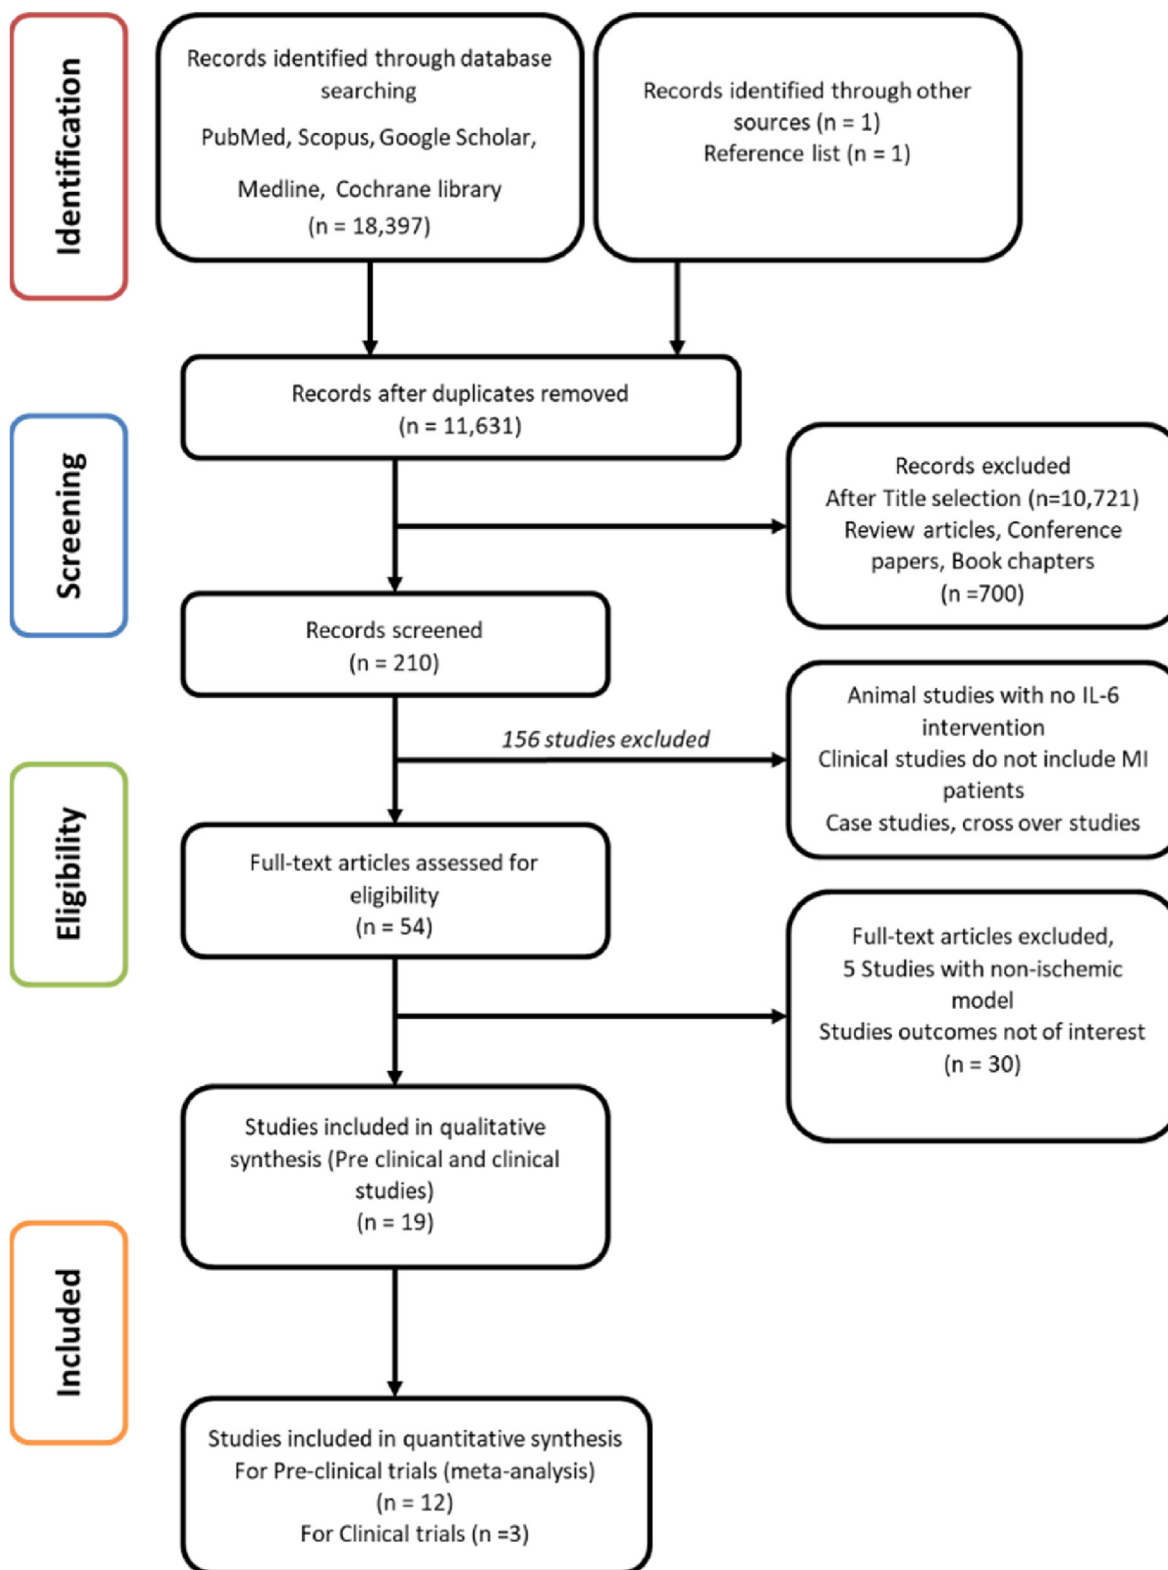 Identification
Records identified through database
searching
PubMed, Scopus, Google Scholar,
Medline, Cochrane library
(n = 18,397)
Records identified through other
sources (n = 1)
Reference list (n = 1)
Records after duplicates removed
(n = 11,631)
Screening
Records excluded
After Title selection (n=10,721)
Review articles, Conference
papers, Book chapters
(n =700)
Records screened
(n = 210)
156 studies excluded
Animal studies with no IL-6
intervention
Clinical studies do not include MI
patients
Case studies, cross over studies
Eligibility
Full-text articles assessed for
eligibility
(n = 54)
Full-text articles excluded,
5 Studies with non-ischemic
model
Studies outcomes not of interest
(n = 30)
Studies included in qualitative
synthesis (Pre clinical and clinical
studies)
(n = 19)
Included
Studies included in quantitative synthesis
For Pre-clinical trials (meta-analysis)
(n = 12)
For Clinical trials (n =3)